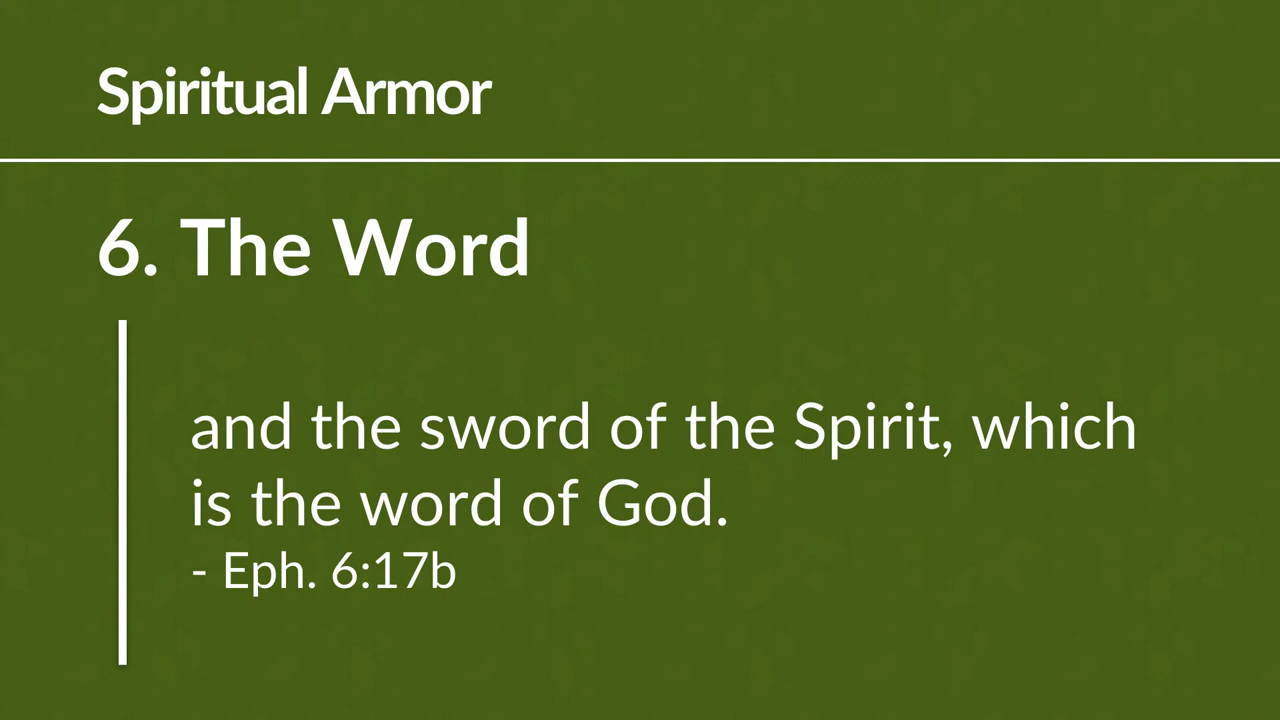 Spiritual Armor
6. The Word
and the sword of the Spirit, which
is the word of God.
- Eph. 6:17b